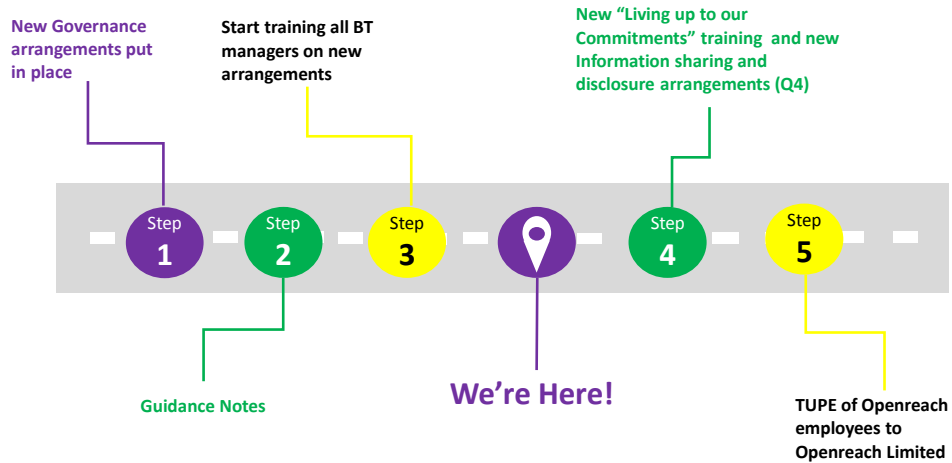 New Governance
arrangements put
in place
Start training all BT
managers on new
arrangements
New “Living up to our
Commitments” training and new
Information sharing and
disclosure arrangements (Q4)
Step
1
Step
2
Step
3
Step
4
Step
5
Guidance Notes
We’re Here!
TUPE of Openreach
employees to
Openreach Limited